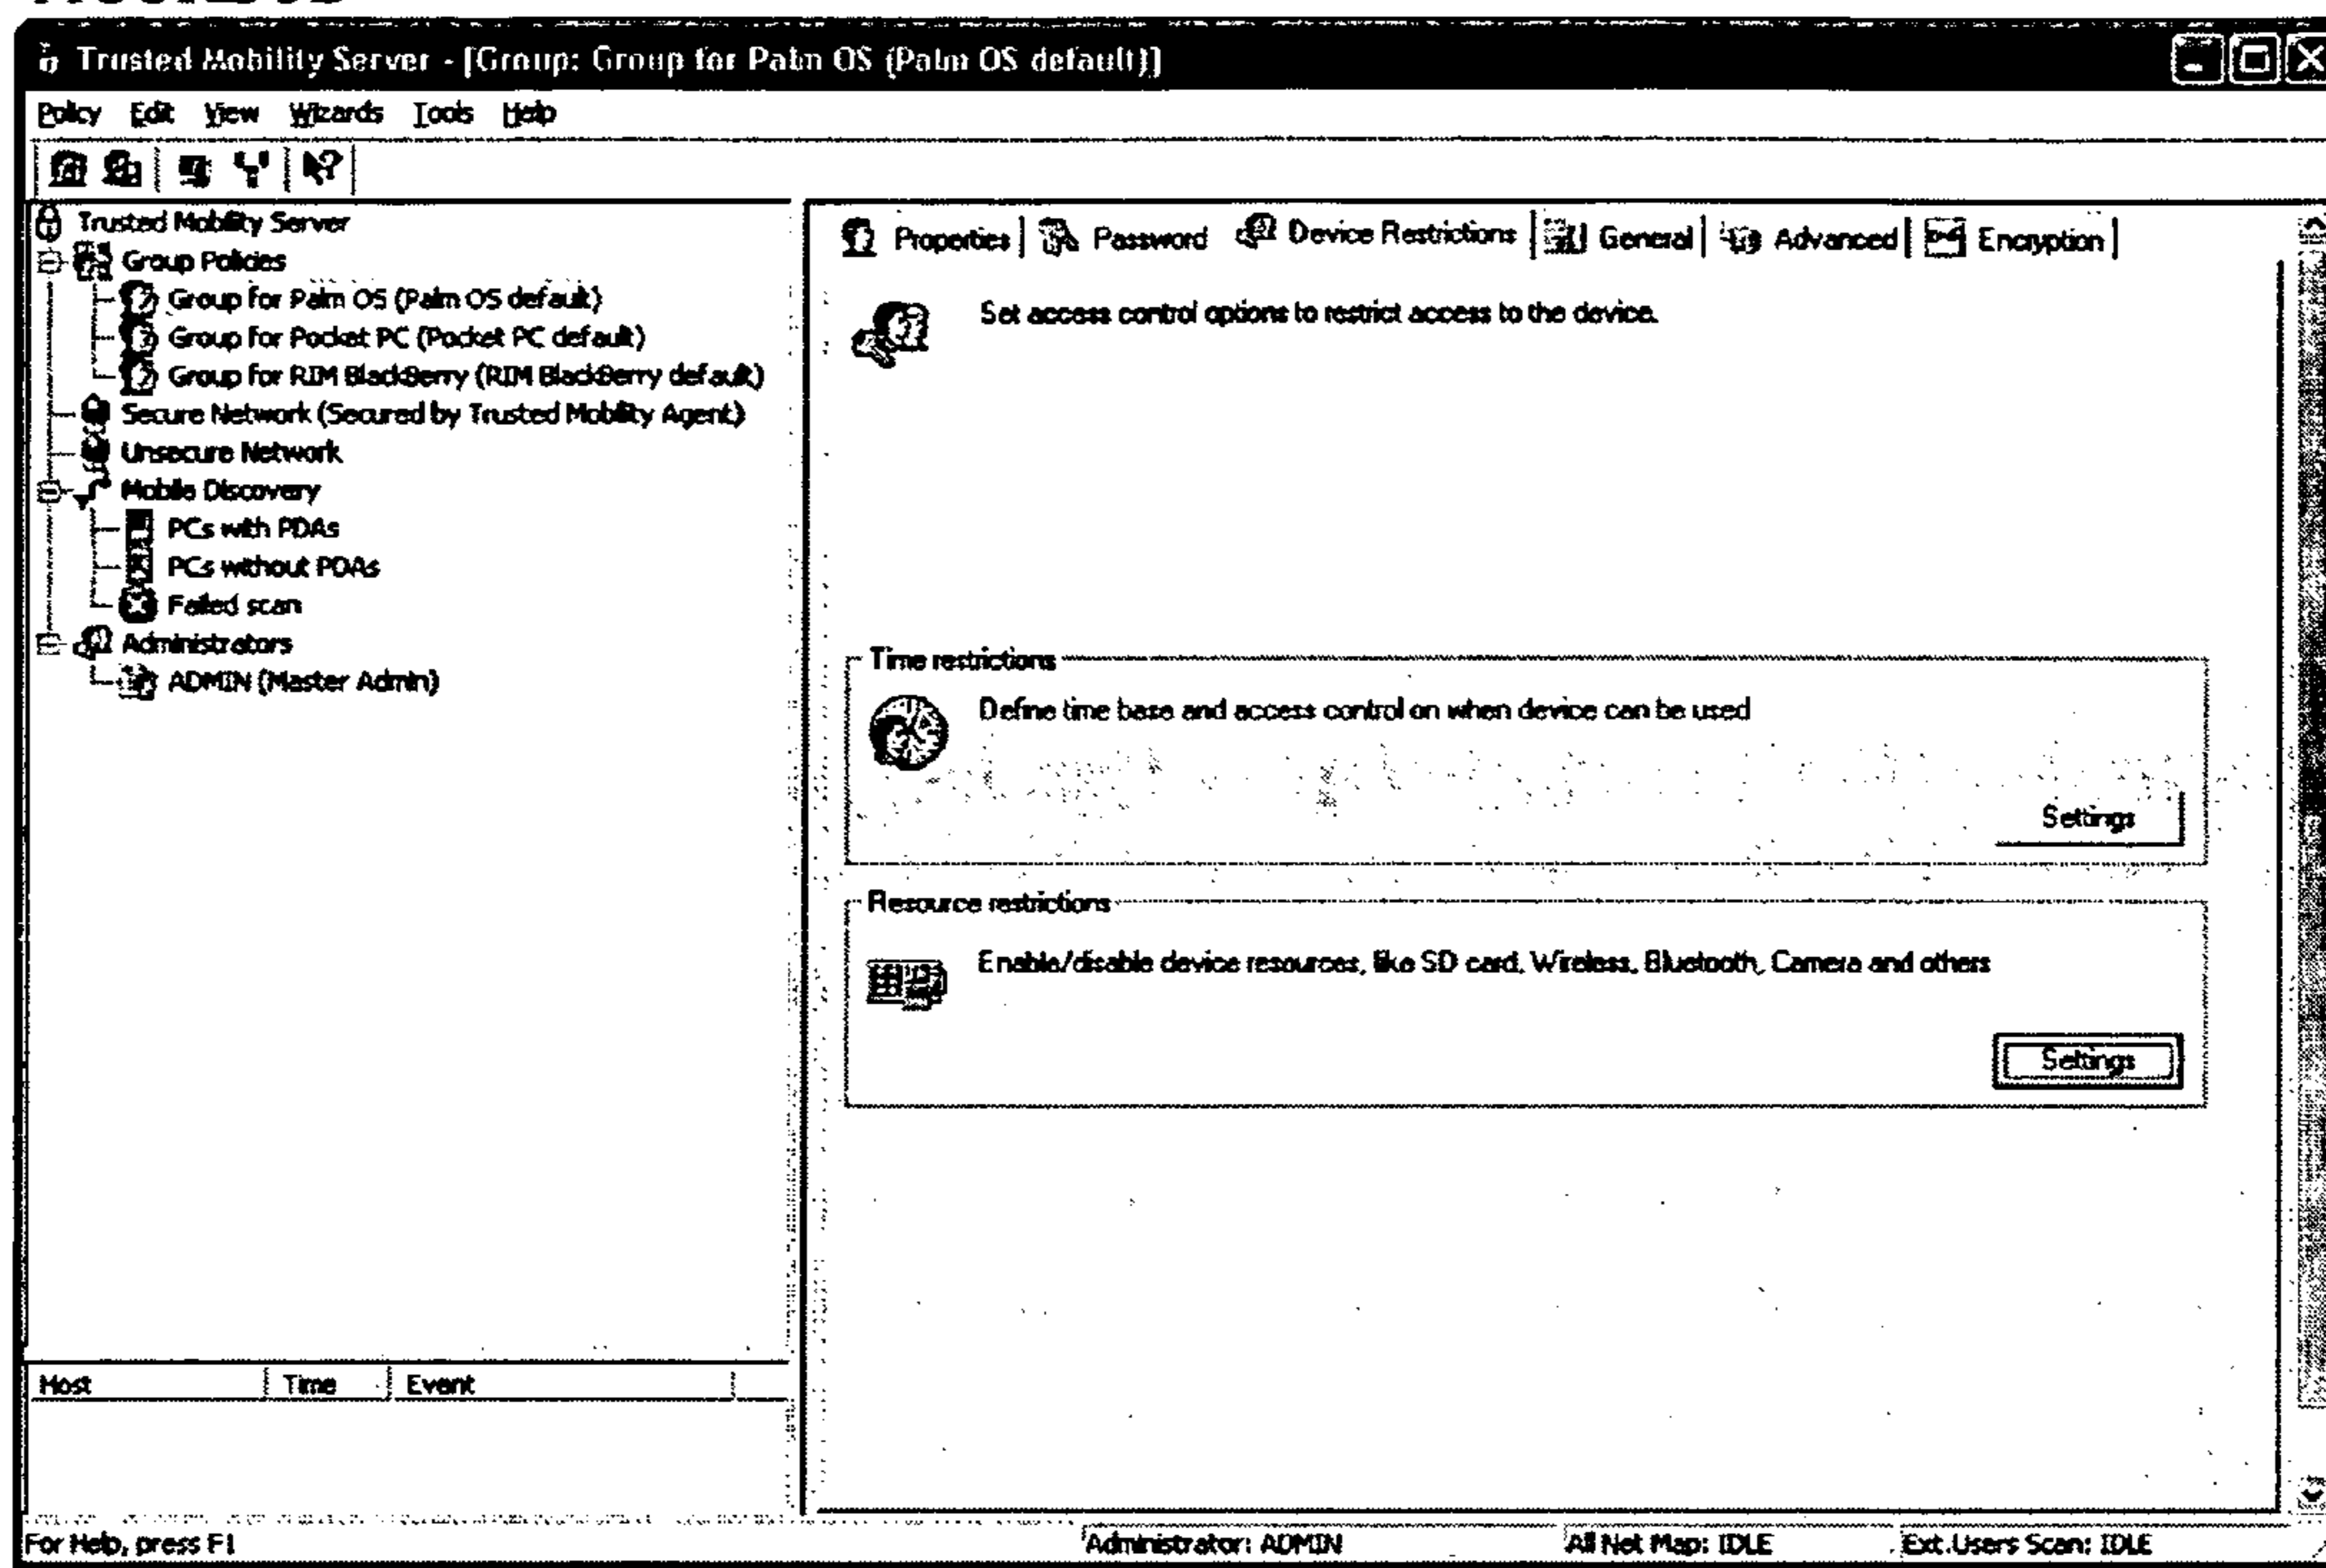 Trusted Mobility Server - [Group: Group for Palm OS (Palm OS default)]
Policy Edit View Wizards Tools Help
Trusted Mobility Server
Group Policies
Group for Palm OS (Palm OS default)
Group for Pocket PC (Pocket PC default)
Group for RIM BlackBerry (RIM BlackBerry default)
Secure Network (Secured by Trusted Mobility Agent)
Unsecure Network
Mobile Discovery
PCs with PDAs
PCs without PDAs
Failed scan
Administrators
ADMIN (Master Admin)
Host Time Event
Properties Password Device Restrictions General Advanced Encryption
Set access control options to restrict access to the device.
Time restrictions
Define time base and access control on when device can be used
Settings
Resource restrictions
Enable/disable device resources, like SD card, Wireless, Bluetooth, Camera and others
Settings
For Help, press F1 Administrator: ADMIN All Net Map: IDLE Ext.Users Scan: IDLE